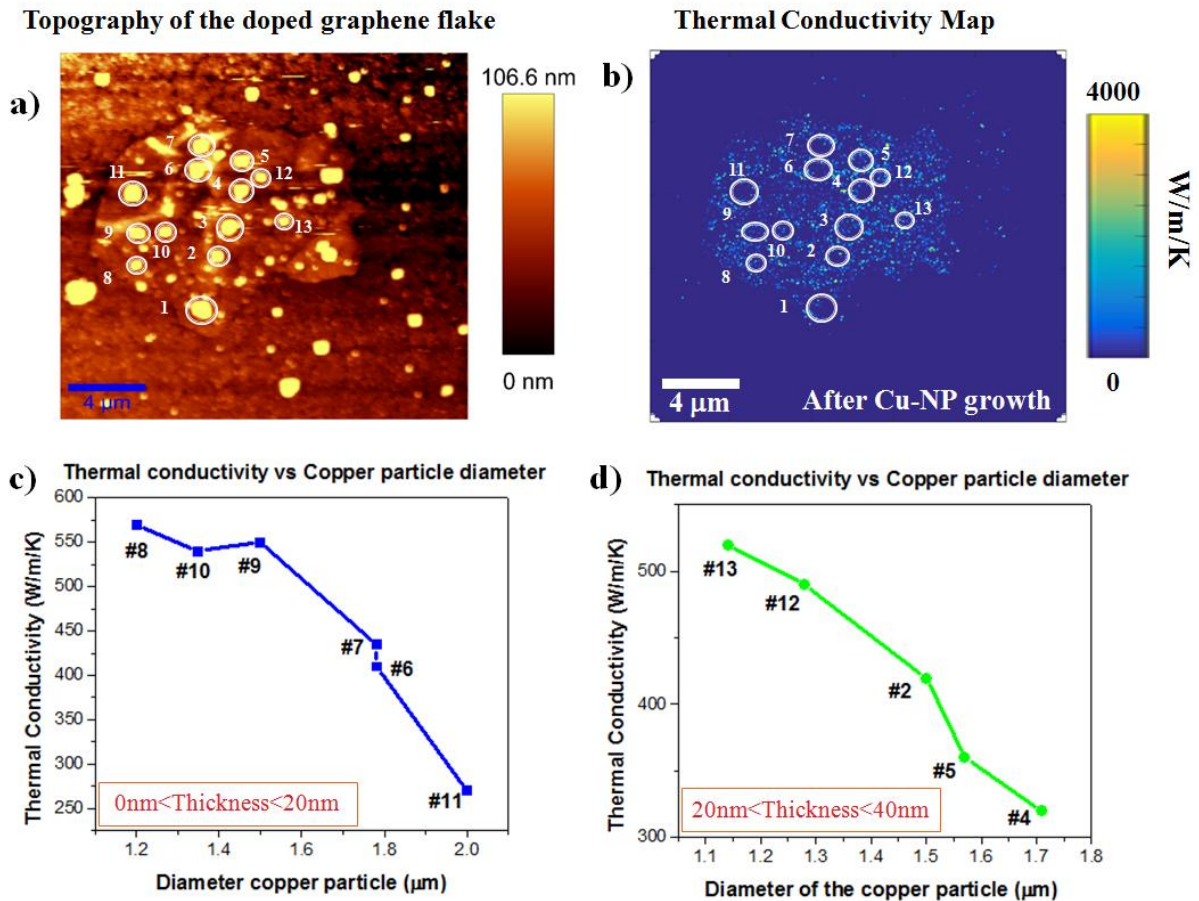 Topography of the doped graphene flake
Thermal Conductivity Map
a)
106.6 nm
0 nm
7
6
5
11
4
12
3
13
9
10
2
8
1
4 μm
b)
4000
0
W/m/K
7
6
5
11
4
12
3
13
9
10
2
8
1
4 μm
After Cu-NP growth
c)
Thermal conductivity vs Copper particle diameter
Thermal Conductivity (W/m/K)
600
550
500
450
400
350
300
250
#8
#10
#9
#7
#6
#11
0nm<Thickness<20nm
1.2 1.4 1.6 1.8 2.0
Diameter copper particle (μm)
d)
Thermal conductivity vs Copper particle diameter
Thermal Conductivity (W/m/K)
500
400
300
#13
#12
#2
#5
#4
20nm<Thickness<40nm
1.1 1.2 1.3 1.4 1.5 1.6 1.7 1.8
Diameter of the copper particle (μm)